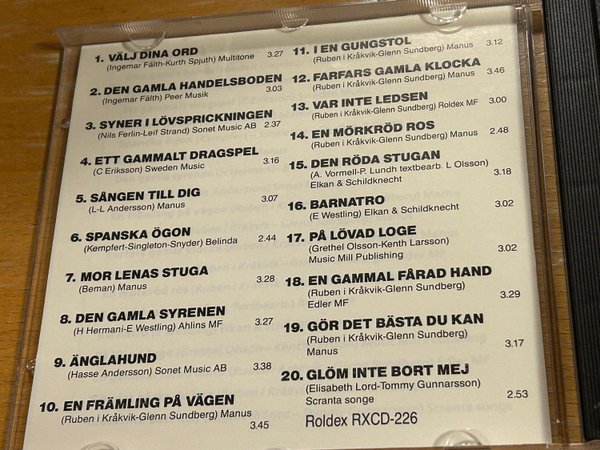 1. VÄLJ DINA ORD
(Ingemar Fälth-Kurth Spjuth) Multitone 3.27
2. DEN GAMLA HANDELSBODEN
(Ingemar Fälth) Peer Musik 3.03
3. SYNER I LÖVSPRICKNINGEN
(Nils Ferlin-Leif Strand) Sonet Music AB 2.37
4. ETT GAMMALT DRAGSPEL
(C Eriksson) Sweden Music 3.16
5. SÅNGEN TILL DIG
(L-L Andersson) Manus 3.07
6. SPANSKA ÖGON
(Kempfert-Singleton-Snyder) Belinda 2.44
7. MOR LENAS STUGA
(Beman) Manus 3.28
8. DEN GAMLA SYRENEN
(H Hermani-E Westling) Ahlins MF 3.27
9. ÄNGLAHUND
(Hasse Andersson) Sonet Music AB 3.38
10. EN FRÄMLING PÅ VÄGEN
(Ruben i Kråkvik-Glenn Sundberg) Manus 3.45
11. I EN GUNGSTOL
(Ruben i Kråkvik-Glenn Sundberg) Manus 3.12
12. FARFARS GAMLA KLOCKA
(Ruben i Kråkvik-Glenn Sundberg) Manus 3.46
13. VAR INTE LEDSEN
(Ruben i Kråkvik-Glenn Sundberg) Roldex MF 3.00
14. EN MÖRKRÖD ROS
(Ruben i Kråkvik-Glenn Sundberg) Manus 2.48
15. DEN RÖDA STUGAN
(A. Vormell-P. Lundh textbearb. L Olsson)
Elkan & Schildknecht 3.18
16. BARNATRO
(E Westling) Elkan & Schildknecht 3.02
17. PÅ LÖVAD LOGE
(Grethel Olsson-Kenth Larsson)
Music Mill Publishing 3.02
18. EN GAMMAL FÅRAD HAND
(Ruben i Kråkvik-Glenn Sundberg)
Edler MF 3.29
19. GÖR DET BÄSTA DU KAN
(Ruben i Kråkvik-Glenn Sundberg)
Manus 3.17
20. GLÖM INTE BORT MEJ
(Elisabeth Lord-Tommy Gunnarsson)
Scranta songs 2.53
Roldex RXCD-226